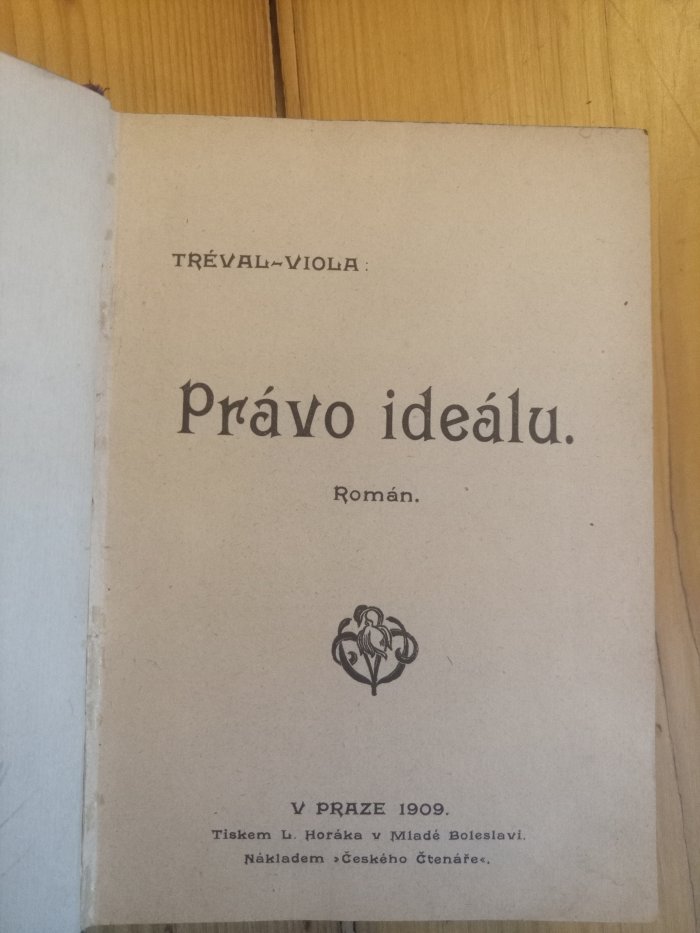 TRÉVAL-VIOLA:
Právo ideálu.
Román.
V PRAZE 1909.
Tiskem L. Horáka v Mladé Boleslavi.
Nákladem »Českého Čtenáře«.